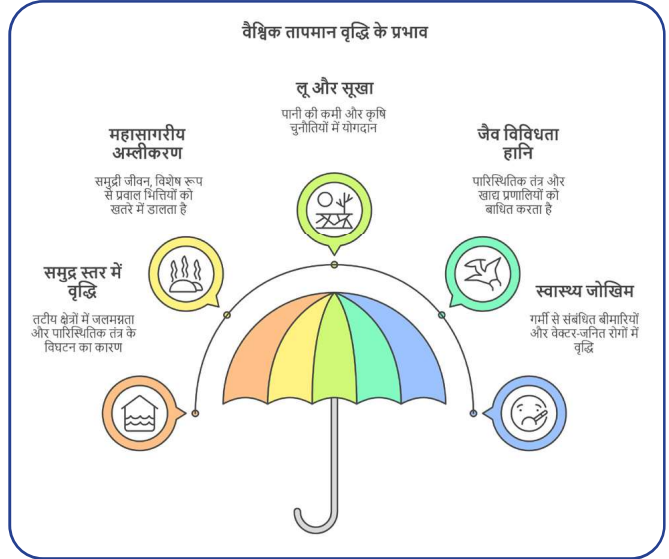 वैश्विक तापमान वृद्धि के प्रभाव
लू और सूखा
पानी की कमी और कृषि
चुनौतियों में योगदान
महासागरीय
अम्लीकरण
समुद्री जीवन, विशेष रूप
से प्रवाल भित्तियों को
खतरे में डालता है
जैव विविधता
हानि
पारिस्थितिक तंत्र और
खाद्य प्रणालियों को
बाधित करता है
समुद्र स्तर में
वृद्धि
तटीय क्षेत्रों में जलमग्नता
और पारिस्थितिक तंत्र के
विघटन का कारण
स्वास्थ्य जोखिम
गर्मी से संबंधित बीमारियों
और वेक्टर-जनित रोगों में
वृद्धि